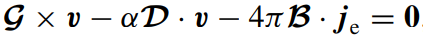 𝓖 × 𝒗 − α𝓓 · 𝒗 − 4π𝓑 · 𝒋ₑ = 𝟎.